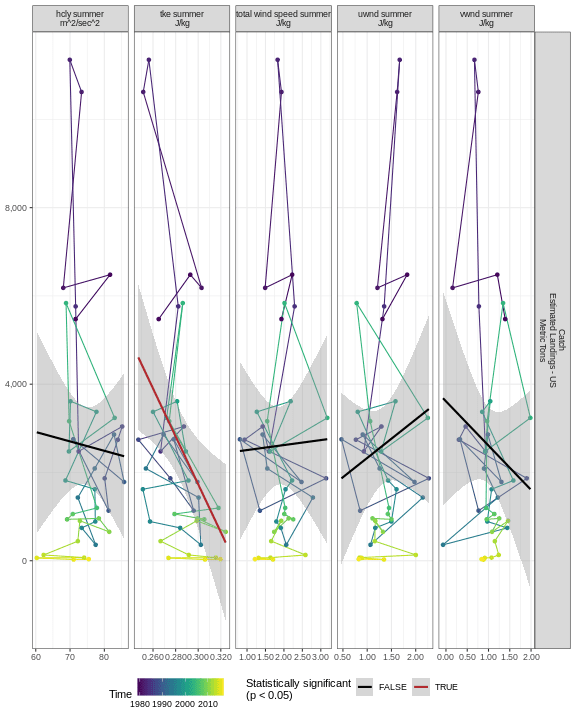 hcly summer
m^2/sec^2
tke summer
J/kg
total wind speed summer
J/kg
uwnd summer
J/kg
vwnd summer
J/kg
8,000
4,000
0
Catch
Estimated Landings - US
Metric Tons
60 70 80
0.260 0.280 0.300 0.320
1.00 1.50 2.00 2.50 3.00
0.50 1.00 1.50 2.00
0.00 0.50 1.00 1.50 2.00
Time
1980 1990 2000 2010
Statistically significant
(p < 0.05)
FALSE
TRUE